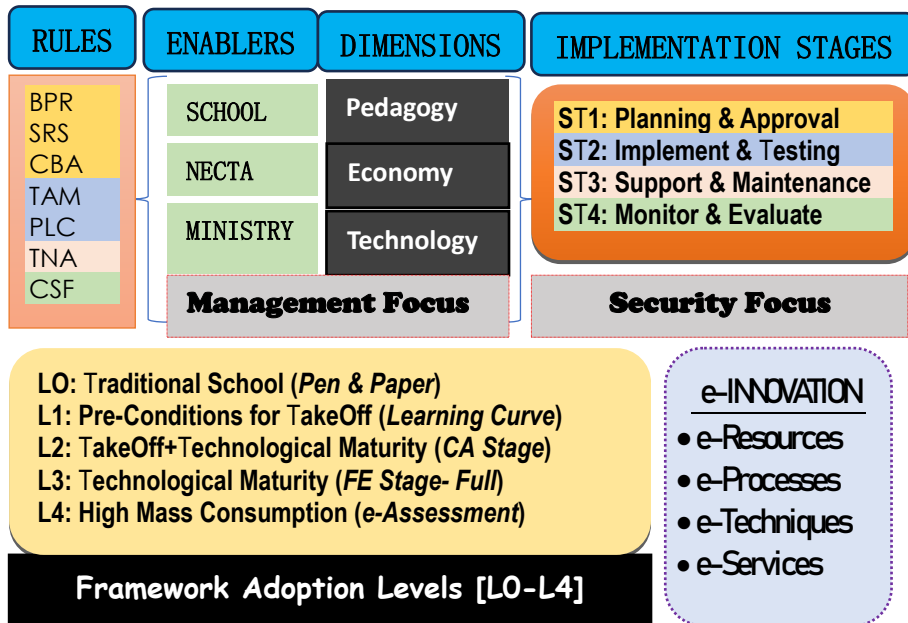 RULES
ENABLERS
DIMENSIONS
IMPLEMENTATION STAGES
BPR
SRS
CBA
TAM
PLC
TNA
CSF
SCHOOL
NECTA
MINISTRY
Pedagogy
Economy
Technology
Management Focus
ST1: Planning & Approval
ST2: Implement & Testing
ST3: Support & Maintenance
ST4: Monitor & Evaluate
Security Focus
LO: Traditional School (Pen & Paper)
L1: Pre-Conditions for TakeOff (Learning Curve)
L2: TakeOff+Technological Maturity (CA Stage)
L3: Technological Maturity (FE Stage- Full)
L4: High Mass Consumption (e-Assessment)
Framework Adoption Levels [L0-L4]
e-INNOVATION
• e-Resources
• e-Processes
• e-Techniques
• e-Services